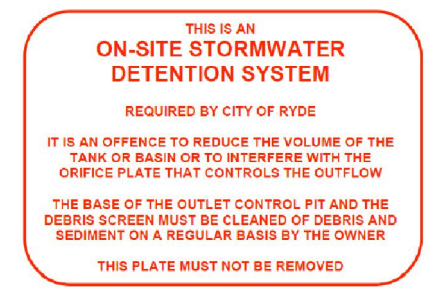 THIS IS AN
ON-SITE STORMWATER
DETENTION SYSTEM
REQUIRED BY CITY OF RYDE
IT IS AN OFFENCE TO REDUCE THE VOLUME OF THE
TANK OR BASIN OR TO INTERFERE WITH THE
ORIFICE PLATE THAT CONTROLS THE OUTFLOW
THE BASE OF THE OUTLET CONTROL PIT AND THE
DEBRIS SCREEN MUST BE CLEANED OF DEBRIS AND
SEDIMENT ON A REGULAR BASIS BY THE OWNER
THIS PLATE MUST NOT BE REMOVED